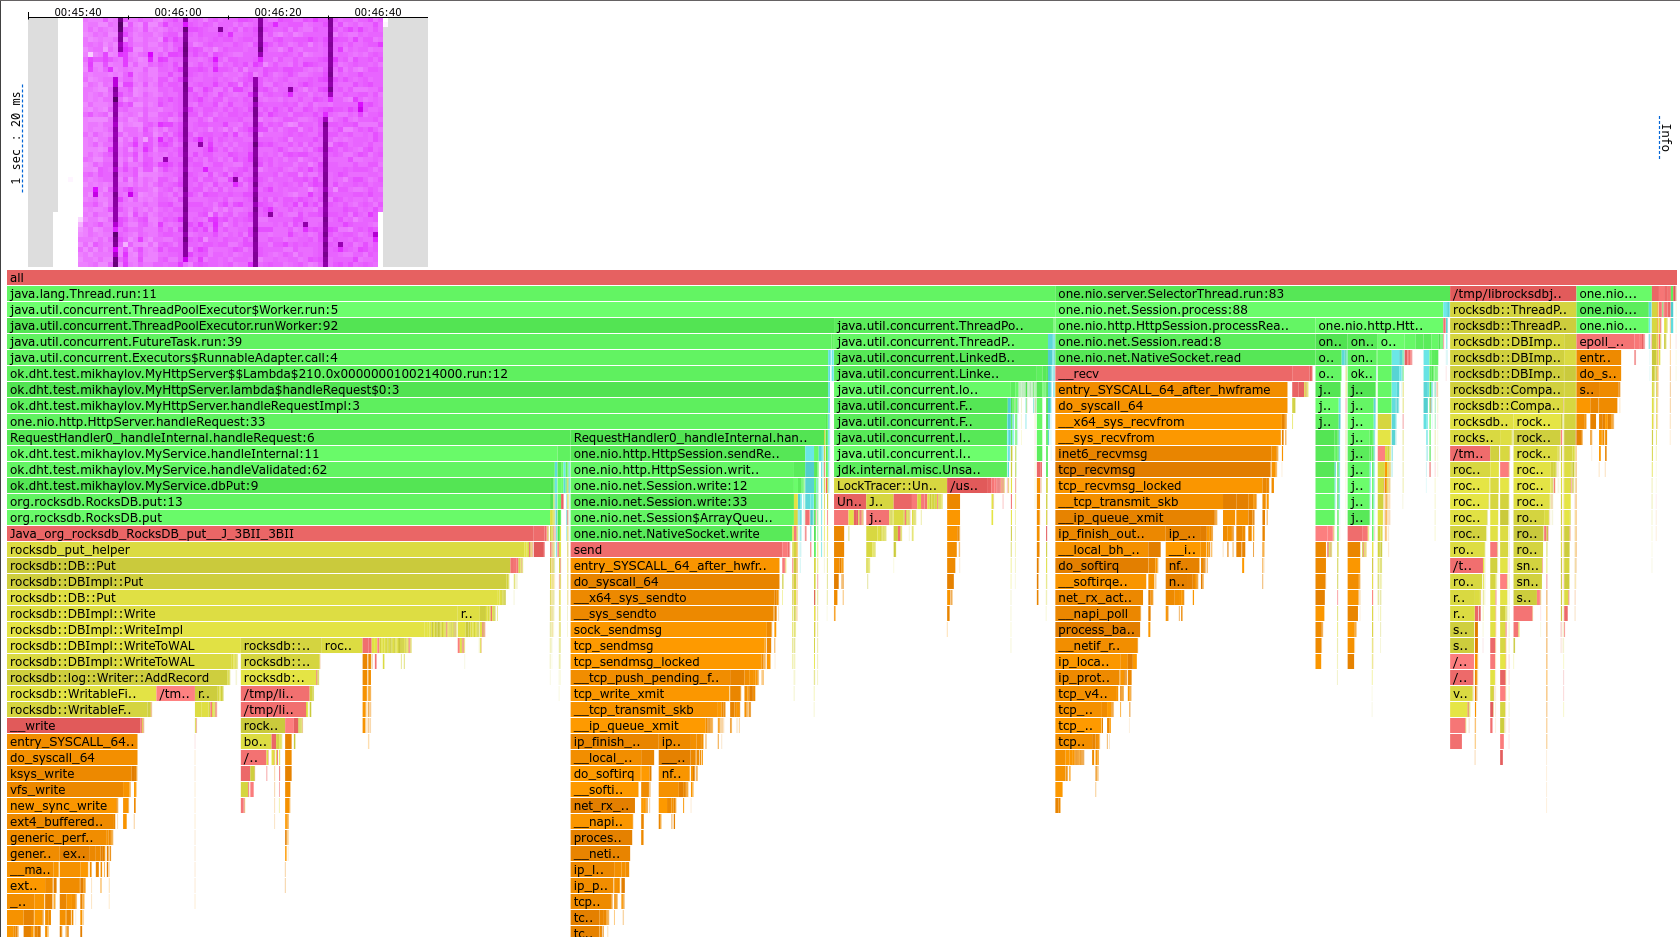 00:45:40 00:46:00 00:46:20 00:46:40
1 sec : 20 ms
Info
all
java.lang.Thread.run:11 one.nio.server.SelectorThread.run:83 /tmp/librocksdbj.. one.nio...
java.util.concurrent.ThreadPoolExecutor$Worker.run:5 one.nio.net.Session.process:88 rocksdb::ThreadP.. one.nio...
java.util.concurrent.ThreadPoolExecutor.runWorker:92 java.util.concurrent.ThreadPo.. one.nio.http.HttpSession.processRea.. one.nio.http.Htt.. rocksdb::ThreadP.. one.nio...
java.util.concurrent.FutureTask.run:39 java.util.concurrent.ThreadP.. one.nio.net.Session.read:8 on.. on.. o.. rocksdb::DBImp.. epoll_..
java.util.concurrent.Executors$RunnableAdapter.call:4 java.util.concurrent.LinkedB.. one.nio.net.NativeSocket.read o.. on.. rocksdb::DBImp.. entr..
ok.dht.test.mikhaylov.MyHttpServer$$Lambda$210.0x0000000100214000.run:12 java.util.concurrent.Linke.. __recv o.. ok.. rocksdb::DBImp.. do_s..
ok.dht.test.mikhaylov.MyHttpServer.lambda$handleRequest$0:3 java.util.concurrent.lo.. entry_SYSCALL_64_after_hwframe j.. j.. rocksdb::Compa.. s..
ok.dht.test.mikhaylov.MyHttpServer.handleRequestImpl:3 java.util.concurrent.F.. do_syscall_64 j.. j.. rocksdb::Compa..
one.nio.http.HttpServer.handleRequest:33 java.util.concurrent.F.. __x64_sys_recvfrom j.. j.. rocksdb.. rock..
RequestHandler0_handleInternal.handleRequest:6 RequestHandler0_handleInternal.han.. java.util.concurrent.l.. __sys_recvfrom j.. rocks.. rock..
ok.dht.test.mikhaylov.MyService.handleInternal:11 one.nio.http.HttpSession.sendRe.. java.util.concurrent.l.. inet6_recvmsg j.. /tm.. rock..
ok.dht.test.mikhaylov.MyService.handleValidated:62 one.nio.http.HttpSession.writ.. jdk.internal.misc.Unsa.. tcp_recvmsg j.. roc.. rock..
ok.dht.test.mikhaylov.MyService.dbPut:9 one.nio.net.Session.write:12 LockTracer::Un.. /us.. tcp_recvmsg_locked j.. roc.. roc..
org.rocksdb.RocksDB.put:13 one.nio.net.Session.write:33 Un.. J.. __tcp_transmit_skb j.. roc.. roc..
org.rocksdb.RocksDB.put one.nio.net.Session$ArrayQueu.. j.. __ip_queue_xmit j.. roc.. ro..
Java_org_rocksdb_RocksDB_put__J_3BII_3BII one.nio.net.NativeSocket.write ip_finish_out.. ip_.. roc.. ro..
rocksdb_put_helper send __local_bh_.. __i.. ro.. ro..
rocksdb::DB::Put entry_SYSCALL_64_after_hwfr.. do_softirq nf.. /t.. sn..
rocksdb::DBImpl::Put do_syscall_64 __softirqe.. n.. ro.. sn..
rocksdb::DB::Put __x64_sys_sendto net_rx_act.. r.. s..
rocksdb::DBImpl::Write r.. __sys_sendto __napi_poll r..
rocksdb::DBImpl::WriteImpl sock_sendmsg process_ba.. s..
rocksdb::DBImpl::WriteToWAL rocksdb::.. roc.. tcp_sendmsg __netif_r.. s..
rocksdb::DBImpl::WriteToWAL rocksdb::.. tcp_sendmsg_locked ip_loca.. /..
rocksdb::log::Writer::AddRecord rocksdb:.. __tcp_push_pending_f.. ip_prot.. /..
rocksdb::WritableFi.. /tm.. r.. /tmp/li.. tcp_write_xmit tcp_v4.. v..
rocksdb::WritableF.. /tmp/li.. __tcp_transmit_skb tcp_..
__write rock.. __ip_queue_xmit tcp_..
entry_SYSCALL_64.. bo.. ip_finish_.. ip.. tcp..
do_syscall_64 /.. __local_.. __..
ksys_write do_softirq nf..
vfs_write __softi..
new_sync_write net_rx_..
ext4_buffered.. __napi..
generic_perf.. proces..
gener.. ex.. __neti..
__ma.. ip_l..
ext.. ip_p..
_.. tcp..
tc..
tc..